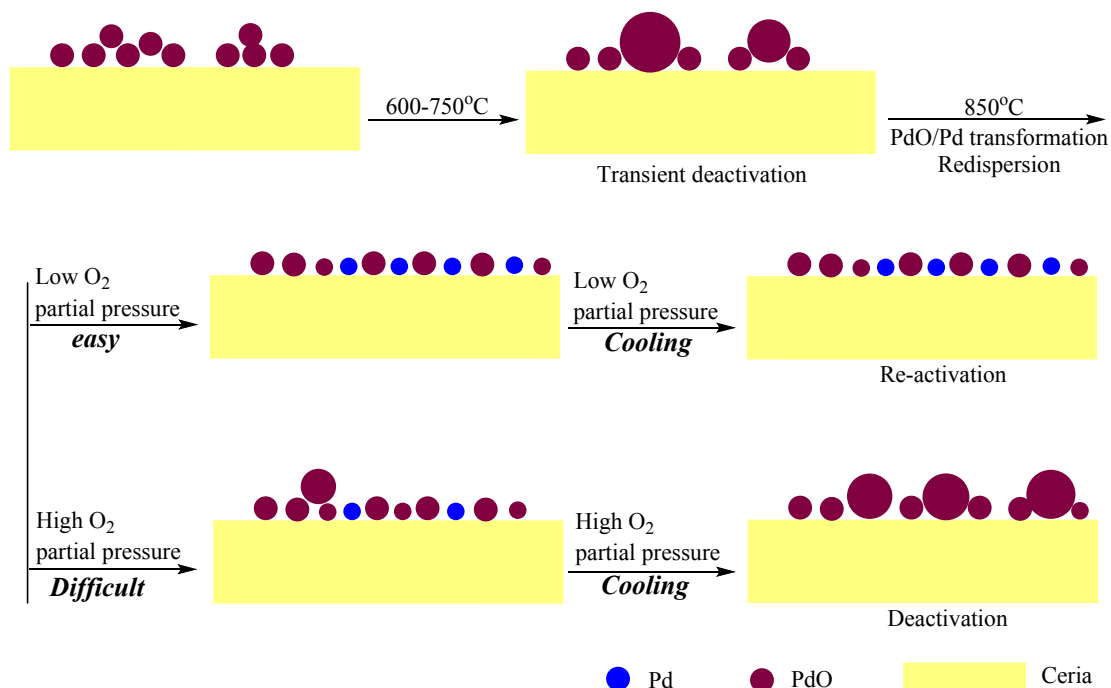 600-750°C
850°C
PdO/Pd transformation
Redispersion
Transient deactivation
Low O₂
partial pressure
easy
Low O₂
partial pressure
Cooling
Re-activation
High O₂
partial pressure
Difficult
High O₂
partial pressure
Cooling
Deactivation
Pd
PdO
Ceria